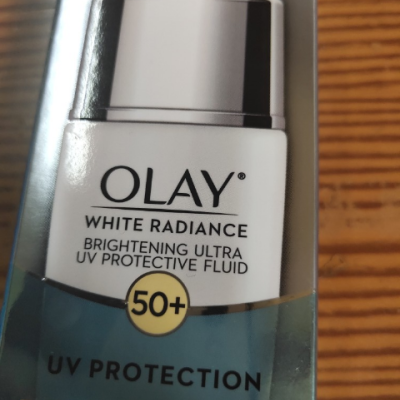 OLAY®
WHITE RADIANCE
BRIGHTENING ULTRA
UV PROTECTIVE FLUID
50+
UV PROTECTION